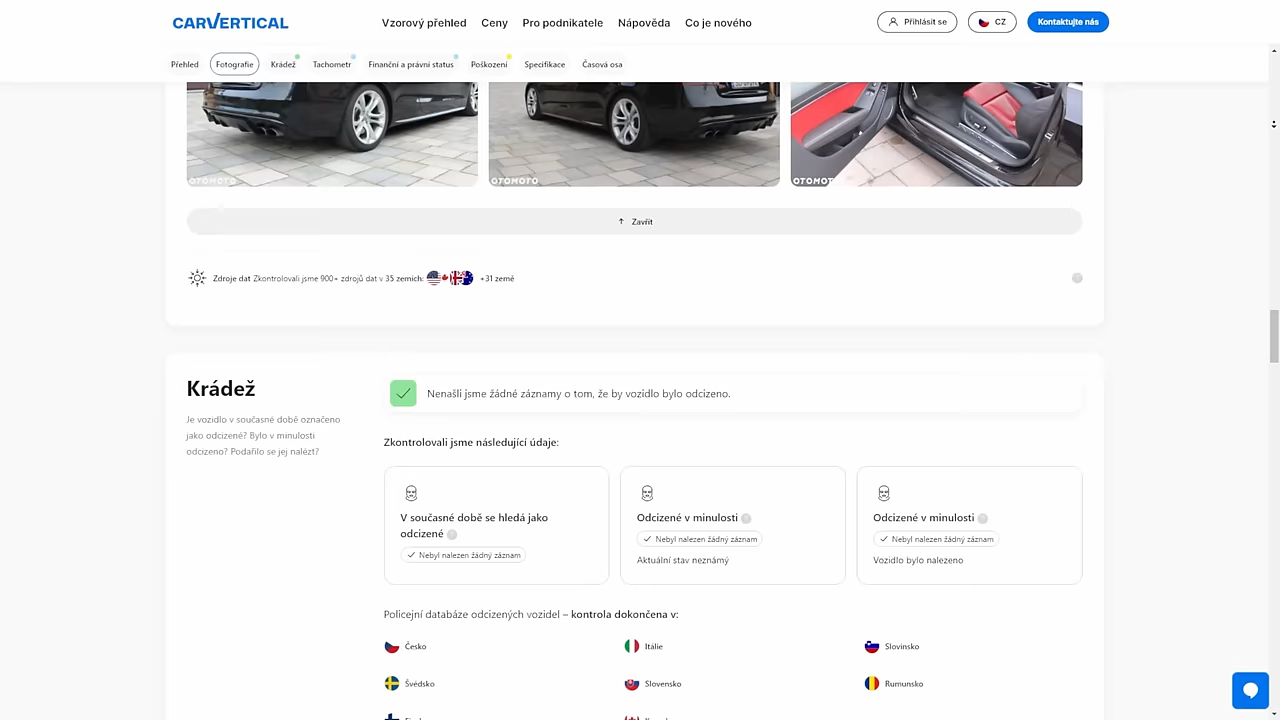 CARVERTICAL
Vzorový přehled Ceny Pro podnikatele Nápověda Co je nového
Přihlásit se
CZ
Kontaktujte nás
Přehled Fotografie Krádež Tachometr Finanční a právní status Poškození Specifikace Časová osa
OTOMOTO OTOMOTO OTOMOT
↑ Zavřít
Zdroje dat Zkontrolovali jsme 900+ zdrojů dat v 35 zemích: +31 země
Krádež
Je vozidlo v současné době označeno
jako odcizené? Bylo v minulosti
odcizeno? Podařilo se jej nalézt?
Nenašli jsme žádné záznamy o tom, že by vozidlo bylo odcizeno.
Zkontrolovali jsme následující údaje:
V současné době se hledá jako
odcizené
Nebyl nalezen žádný záznam
Odcizené v minulosti
Nebyl nalezen žádný záznam
Aktuální stav neznámý
Odcizené v minulosti
Nebyl nalezen žádný záznam
Vozidlo bylo nalezeno
Policejní databáze odcizených vozidel – kontrola dokončena v:
Česko Itálie Slovinsko
Švédsko Slovensko Rumunsko